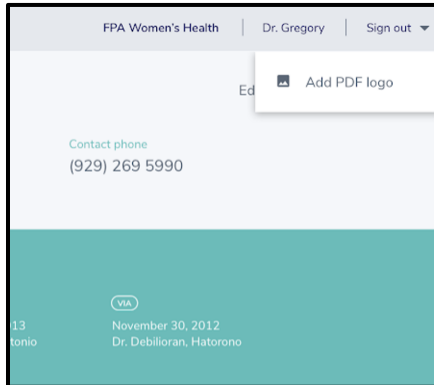 FPA Women's Health
Dr. Gregory
Sign out
Ed
Add PDF logo
Contact phone
(929) 269 5990
VIA
13
November 30, 2012
tonio
Dr. Debilioran, Hatorono